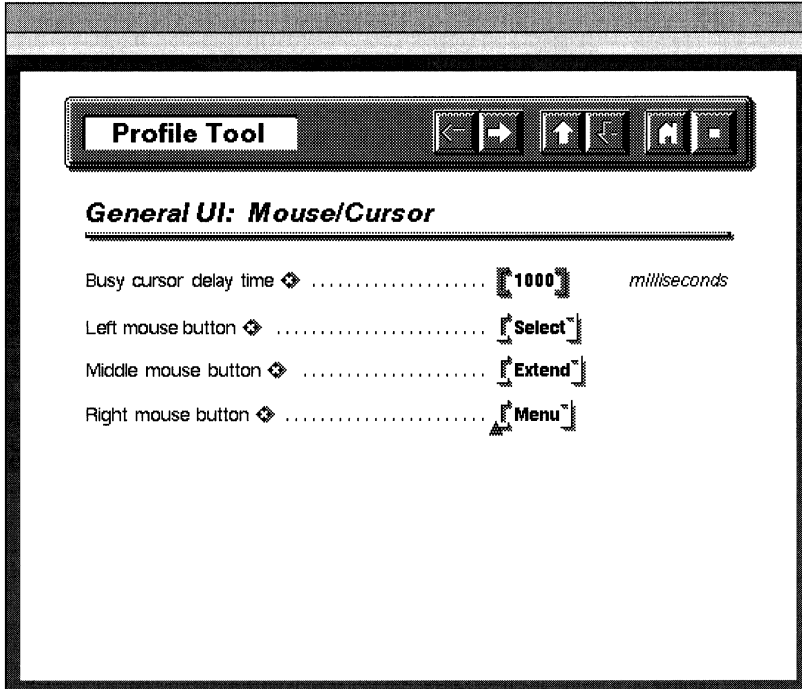 Profile Tool
General UI: Mouse/Cursor
Busy cursor delay time ...................... 1000 milliseconds
Left mouse button .......................... Select
Middle mouse button ....................... Extend
Right mouse button ......................... Menu